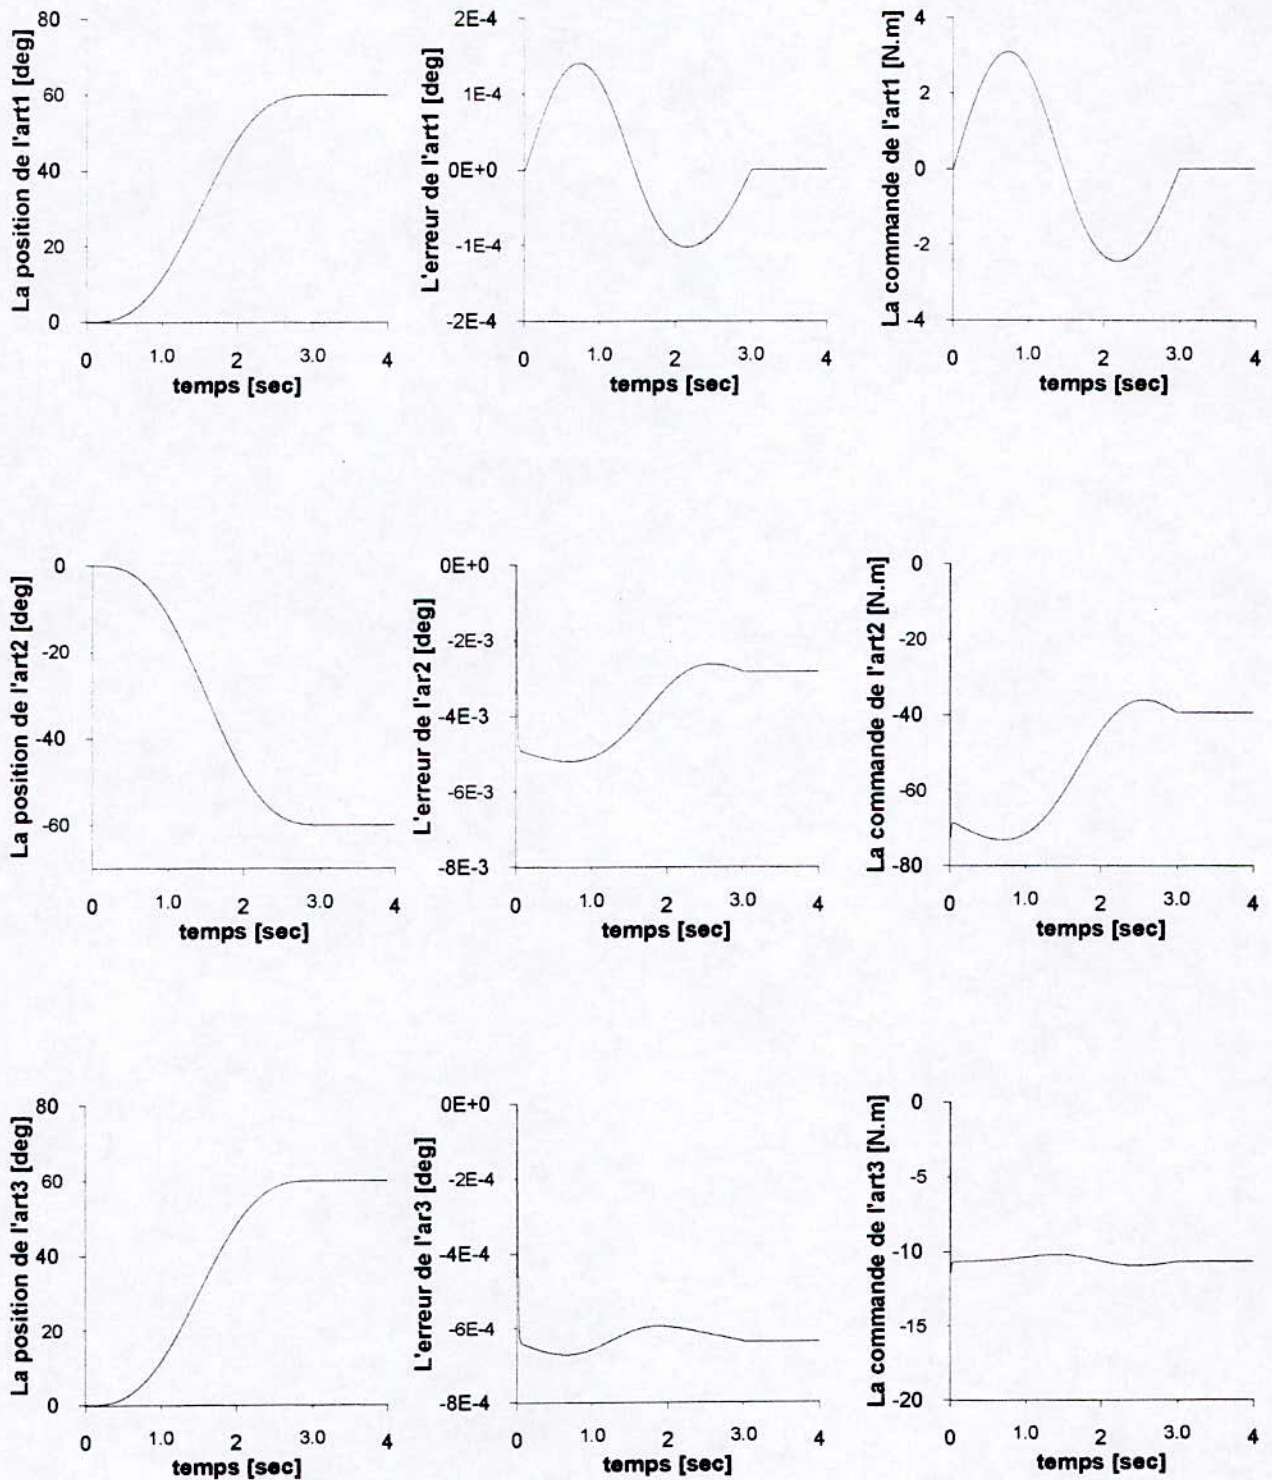 La position de l'art1 [deg]
80
60
40
20
0
0 1.0 2 3.0 4
temps [sec]
L'erreur de l'art1 [deg]
2E-4
1E-4
0E+0
-1E-4
-2E-4
0 1.0 2 3.0 4
temps [sec]
La commande de l'art1 [N.m]
4
2
0
-2
-4
0 1.0 2 3.0 4
temps [sec]
La position de l'art2 [deg]
0
-20
-40
-60
0 1.0 2 3.0 4
temps [sec]
L'erreur de l'ar2 [deg]
0E+0
-2E-3
-4E-3
-6E-3
-8E-3
0 1.0 2 3.0 4
temps [sec]
La commande de l'art2 [N.m]
0
-20
-40
-60
-80
0 1.0 2 3.0 4
temps [sec]
La position de l'art3 [deg]
80
60
40
20
0
0 1.0 2 3.0 4
temps [sec]
L'erreur de l'ar3 [deg]
0E+0
-2E-4
-4E-4
-6E-4
-8E-4
0 1.0 2 3.0 4
temps [sec]
La commande de l'art3 [N.m]
0
-5
-10
-15
-20
0 1.0 2 3.0 4
temps [sec]